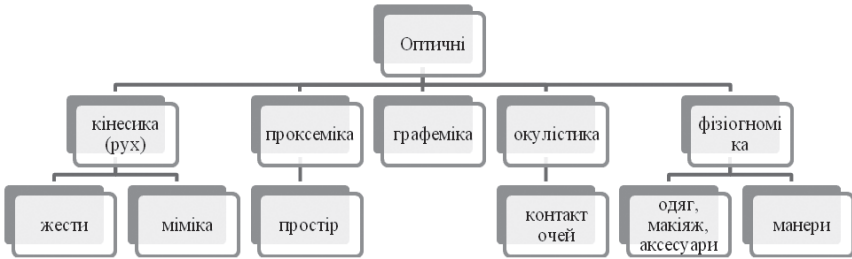 Оптичні
кінесика
(рух)
проксеміка
графеміка
окулістика
фізіогномі
ка
жести
міміка
простір
контакт
очей
одяг,
макіяж,
аксесуари
манери